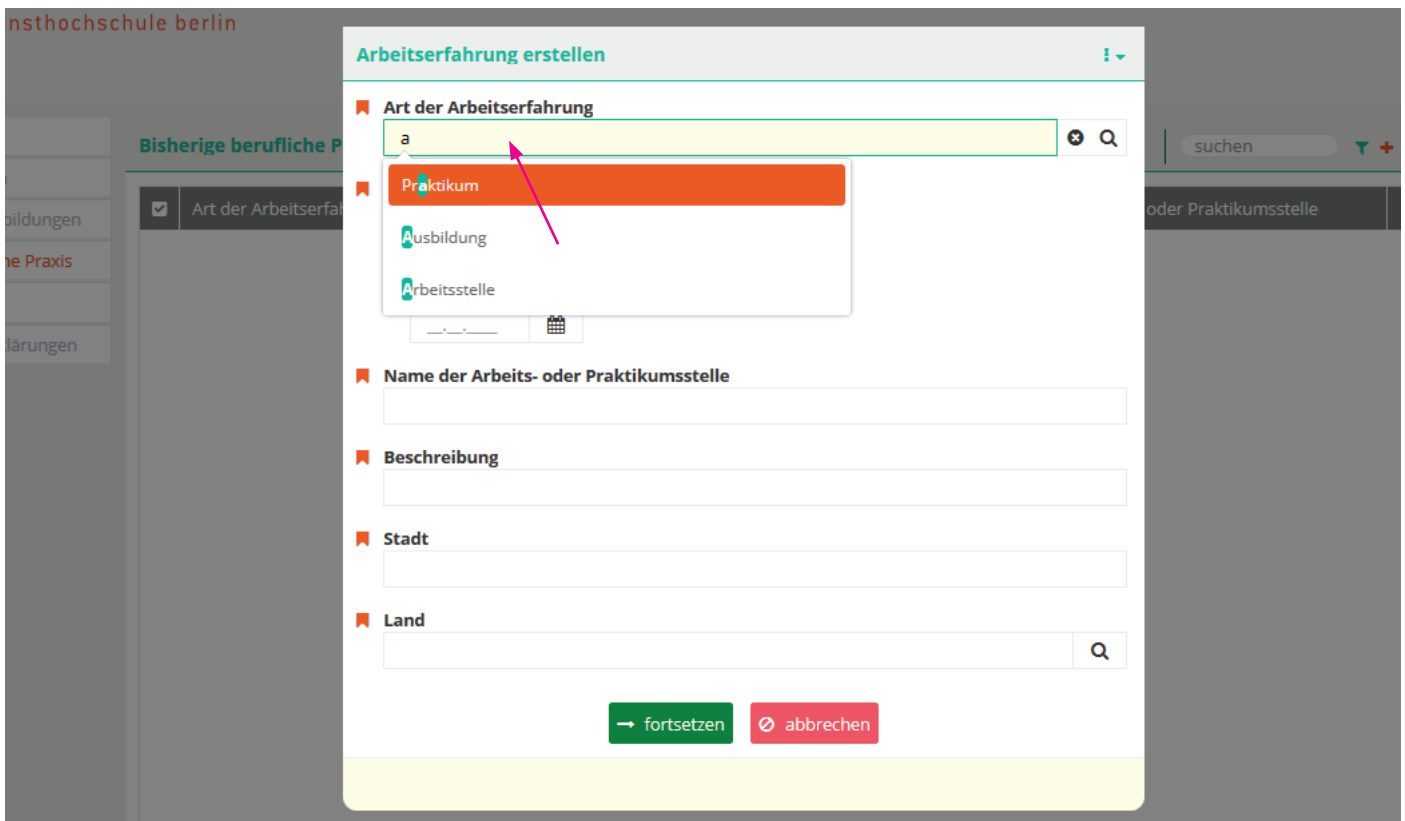 nsthochschule berlin
Arbeitserfahrung erstellen
Art der Arbeitserfahrung
a
Bisherige berufliche P
suchen
Praktikum
Art der Arbeitserfah
oder Praktikumsstelle
bildungen
Ausbildung
ne Praxis
Arbeitsstelle
__.__.____
lärungen
Name der Arbeits- oder Praktikumsstelle
Beschreibung
Stadt
Land
fortsetzen
abbrechen